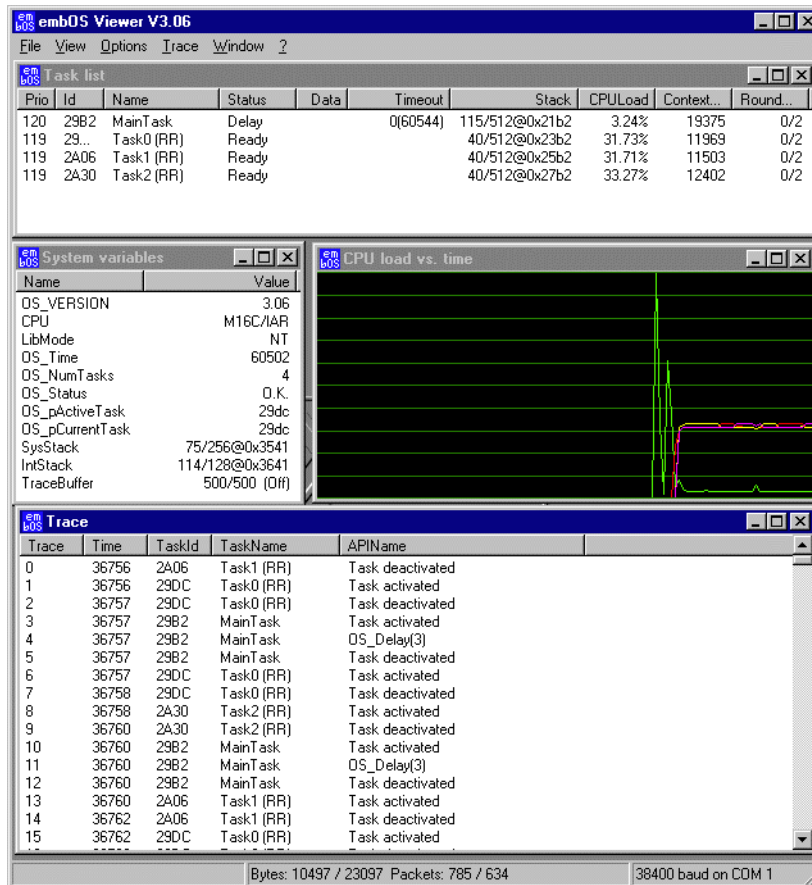 embOS Viewer V3.06
File View Options Trace Window ?
Task list
Prio Id Name Status Data Timeout Stack CPULoad Context... Round...
120 29B2 MainTask Delay 0(60544) 115/512@0x21b2 3.24% 19375 0/2
119 29... Task0 (RR) Ready 40/512@0x23b2 31.73% 11969 0/2
119 2A06 Task1 (RR) Ready 40/512@0x25b2 31.71% 11503 0/2
119 2A30 Task2 (RR) Ready 40/512@0x27b2 33.27% 12402 0/2
System variables
Name Value
OS_VERSION 3.06
CPU M16C/IAR
LibMode NT
OS_Time 60502
OS_NumTasks 4
OS_Status O.K.
OS_pActiveTask 29dc
OS_pCurrentTask 29dc
SysStack 75/256@0x3541
IntStack 114/128@0x3641
TraceBuffer 500/500 (Off)
CPU load vs. time
Trace
Trace Time TaskId TaskName APIName
0 36756 2A06 Task1 (RR) Task deactivated
1 36756 29DC Task0 (RR) Task activated
2 36757 29DC Task0 (RR) Task deactivated
3 36757 29B2 MainTask Task activated
4 36757 29B2 MainTask OS_Delay(3)
5 36757 29B2 MainTask Task deactivated
6 36757 29DC Task0 (RR) Task activated
7 36758 29DC Task0 (RR) Task deactivated
8 36758 2A30 Task2 (RR) Task activated
9 36760 2A30 Task2 (RR) Task deactivated
10 36760 29B2 MainTask Task activated
11 36760 29B2 MainTask OS_Delay(3)
12 36760 29B2 MainTask Task deactivated
13 36760 2A06 Task1 (RR) Task activated
14 36762 2A06 Task1 (RR) Task deactivated
15 36762 29DC Task0 (RR) Task activated
Bytes: 10497 / 23097 Packets: 785 / 634
38400 baud on COM 1